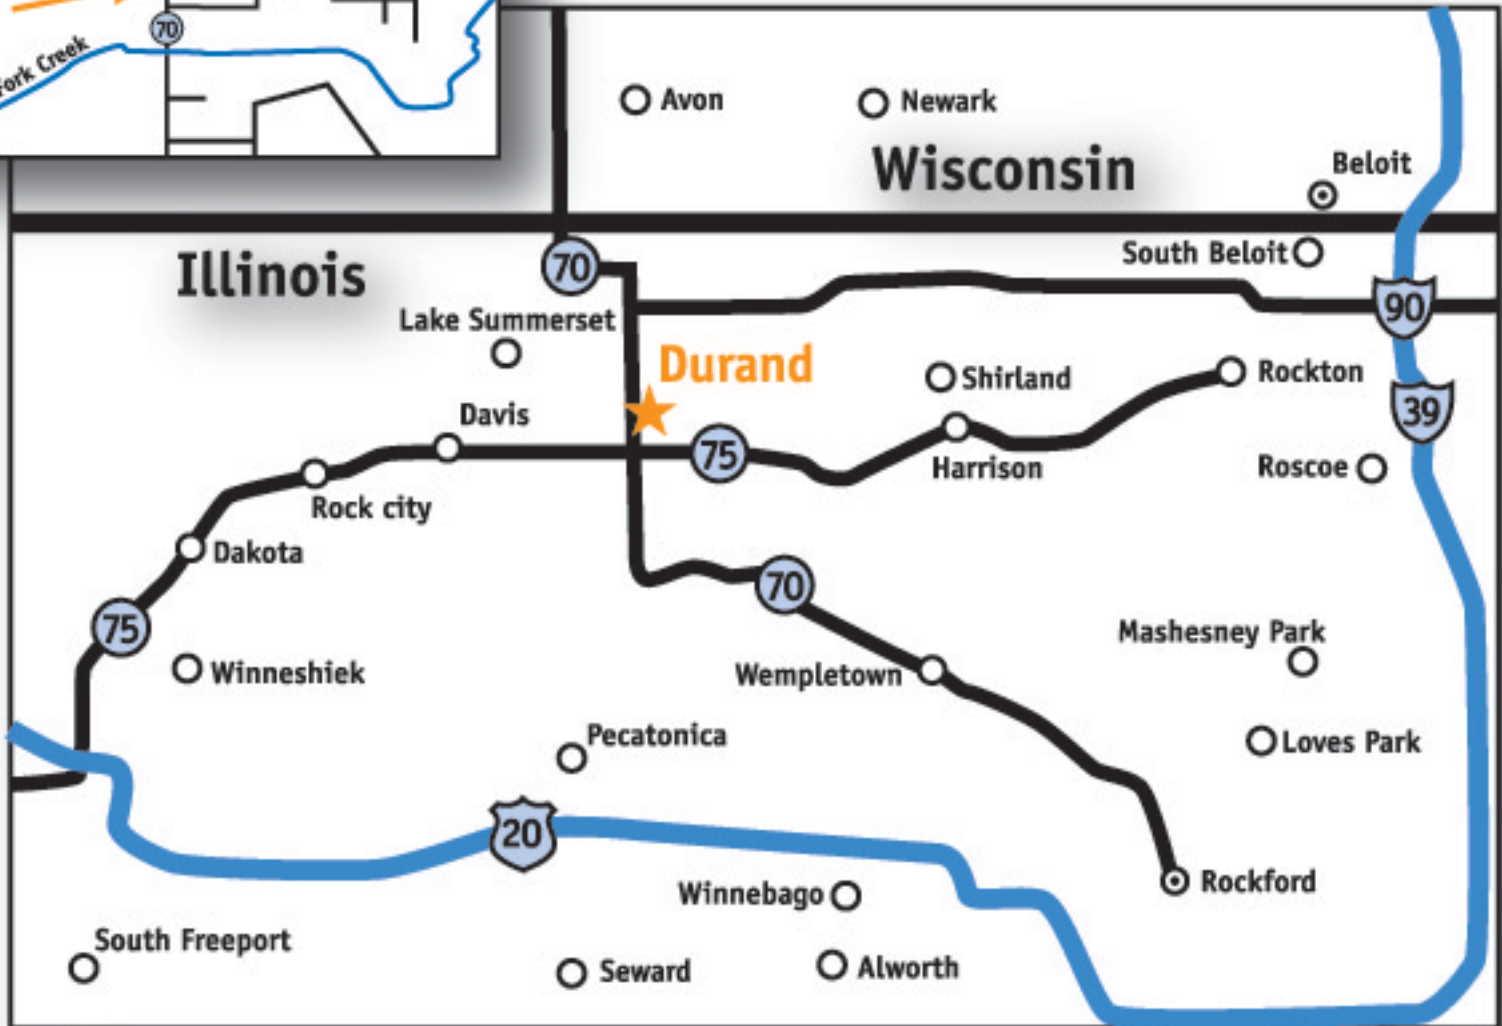 70
Fork Creek
Avon
Newark
Wisconsin
Beloit
South Beloit
Illinois
70
90
Lake Summerset
Durand
Shirland
Rockton
39
Davis
75
Harrison
Roscoe
Rock city
Dakota
70
75
Mashesney Park
Winneshiek
Wempletown
Pecatonica
Loves Park
20
Winnebago
Rockford
South Freeport
Seward
Alworth